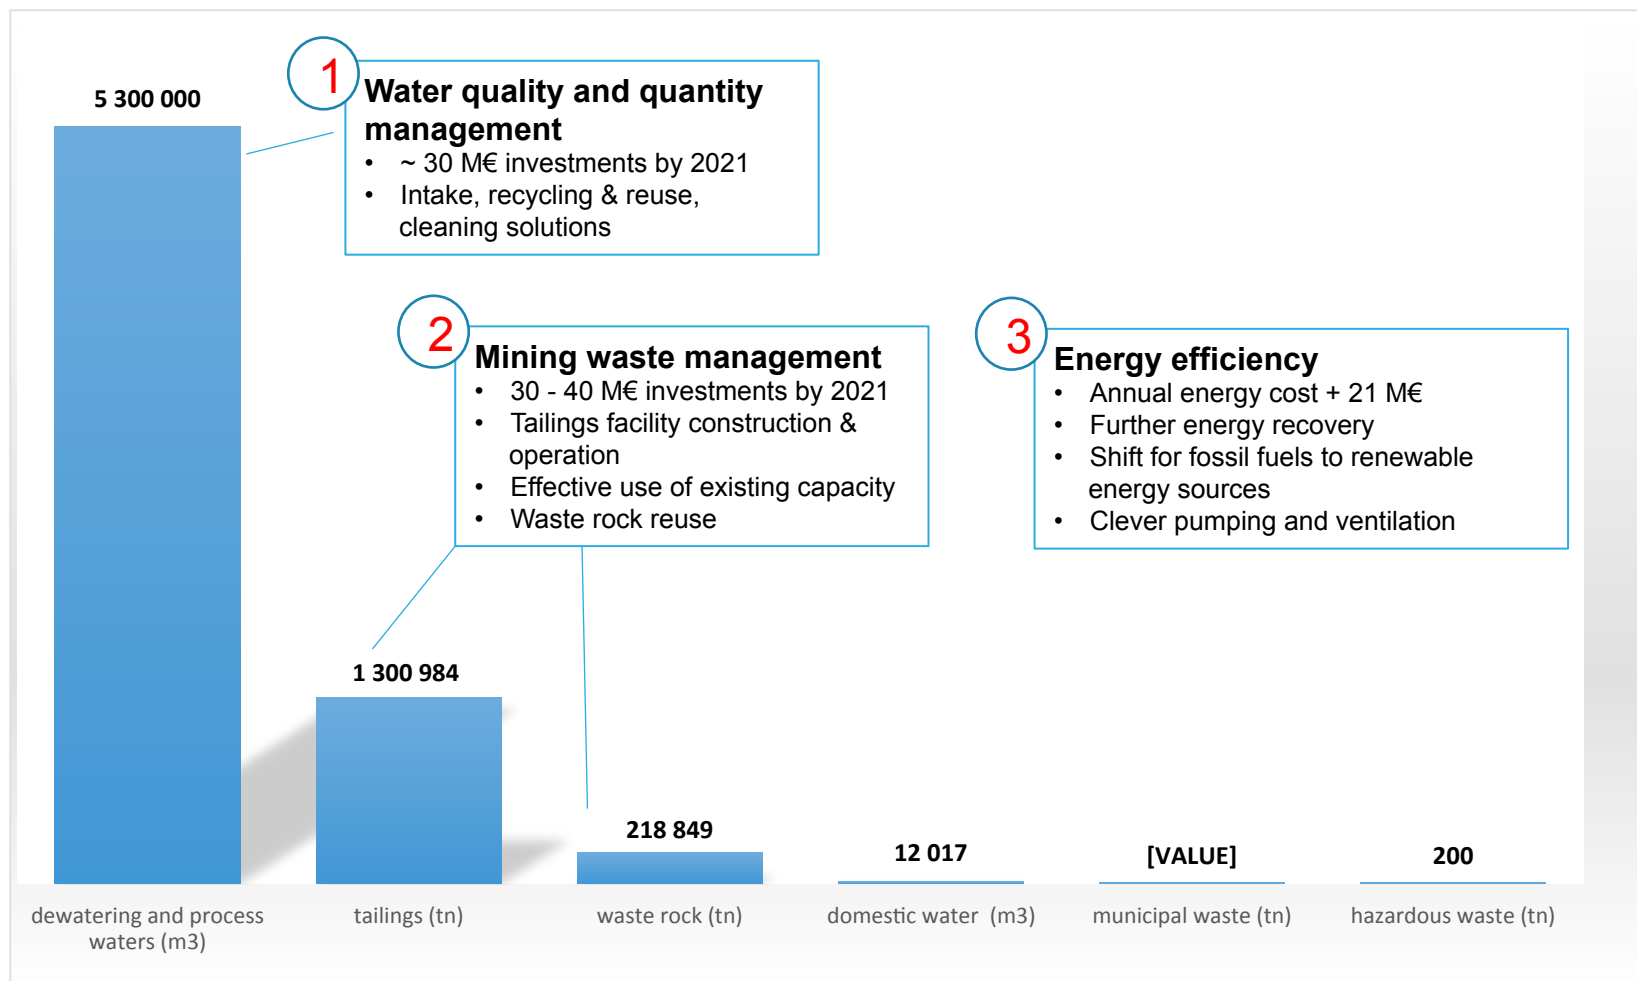 5 300 000
1
Water quality and quantity
management
• ~ 30 M€ investments by 2021
• Intake, recycling & reuse,
cleaning solutions
2
Mining waste management
• 30 - 40 M€ investments by 2021
• Tailings facility construction &
operation
• Effective use of existing capacity
• Waste rock reuse
3
Energy efficiency
• Annual energy cost + 21 M€
• Further energy recovery
• Shift for fossil fuels to renewable
energy sources
• Clever pumping and ventilation
1 300 984
218 849
12 017
[VALUE]
200
dewatering and process
waters (m3)
tailings (tn)
waste rock (tn)
domestic water (m3)
municipal waste (tn)
hazardous waste (tn)